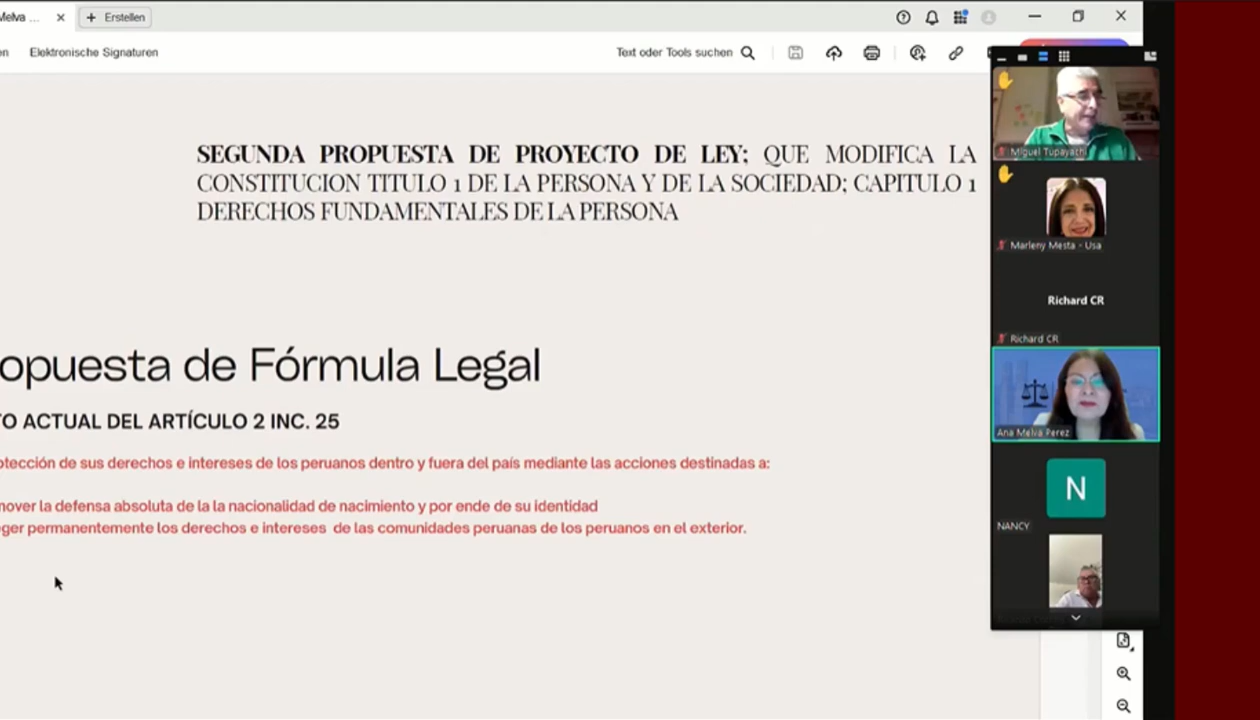 Melva ...
Erstellen
en
Elektronische Signaturen
Text oder Tools suchen
SEGUNDA PROPUESTA DE PROYECTO DE LEY; QUE MODIFICA LA
CONSTITUCION TITULO 1 DE LA PERSONA Y DE LA SOCIEDAD; CAPITULO 1
DERECHOS FUNDAMENTALES DE LA PERSONA
opuesta de Fórmula Legal
TO ACTUAL DEL ARTÍCULO 2 INC. 25
otección de sus derechos e intereses de los peruanos dentro y fuera del país mediante las acciones destinadas a:
mover la defensa absoluta de la la nacionalidad de nacimiento y por ende de su identidad
ger permanentemente los derechos e intereses de las comunidades peruanas de los peruanos en el exterior.
Miguel Tupayachi
Marleny Mesta - Usa
Richard CR
Richard CR
Ana Melva Perez
N
NANCY